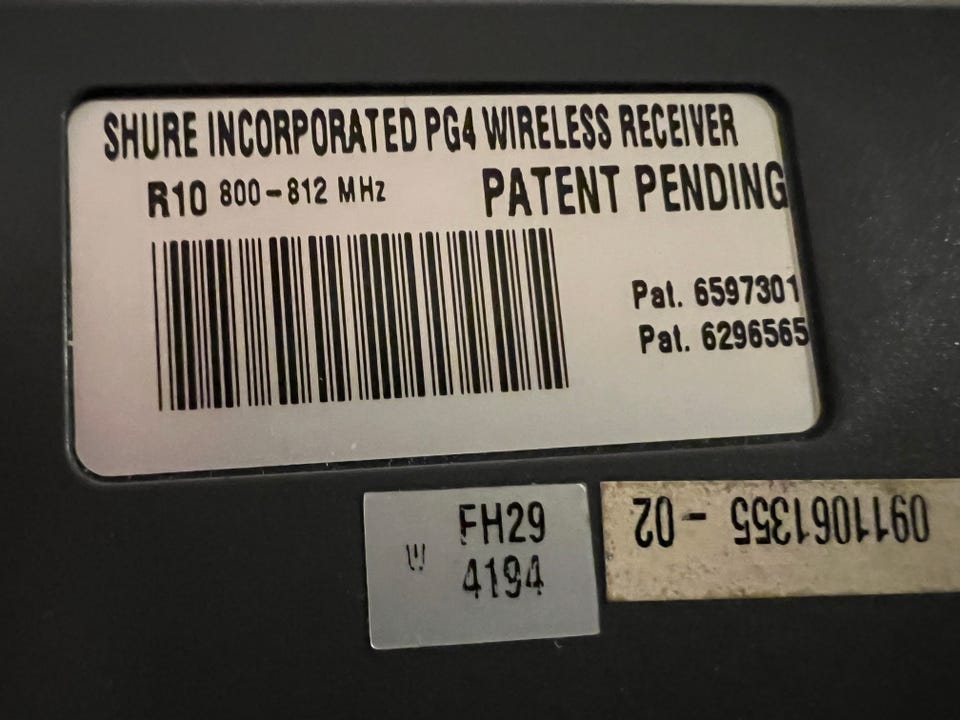 SHURE INCORPORATED PG4 WIRELESS RECEIVER
R10 800-812 MHz
PATENT PENDING
Pat. 6597301
Pat. 6296565
W
FH29
4194
0911061355 - 02